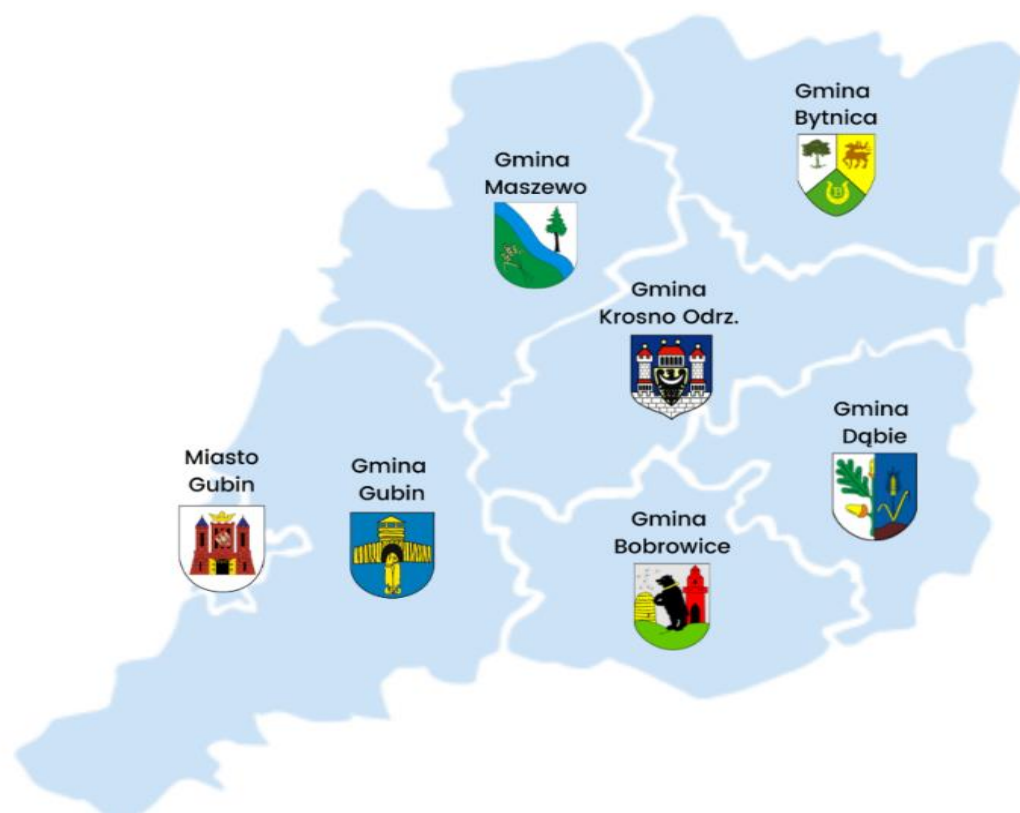 Gmina
Bytnica
B
Gmina
Maszewo
Gmina
Krosno Odrz.
Gmina
Dąbie
Miasto
Gubin
Gmina
Gubin
Gmina
Bobrowice